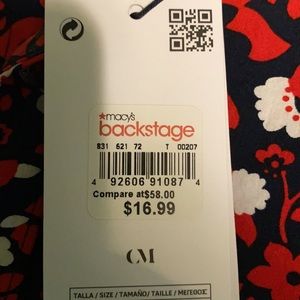 ★macy's
backstage
831 621 72 T 00207
4 92606 91087 4
Compare at$58.00
$16.99
CM
TALLA / SIZE / TAMAÑO / TAILLE /